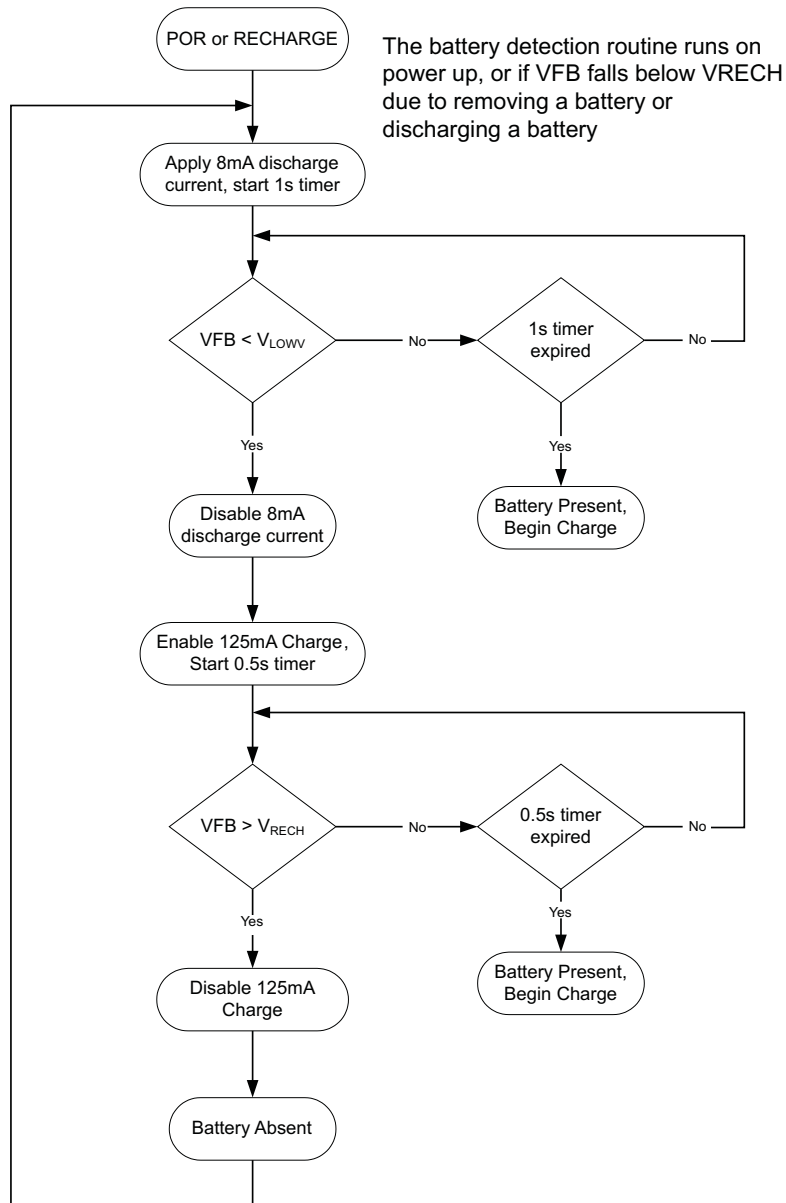 POR or RECHARGE
The battery detection routine runs on
power up, or if VFB falls below VRECH
due to removing a battery or
discharging a battery
Apply 8mA discharge
current, start 1s timer
VFB < VLOWV
No
1s timer
expired
No
Yes
Yes
Disable 8mA
discharge current
Battery Present,
Begin Charge
Enable 125mA Charge,
Start 0.5s timer
VFB > VRECH
No
0.5s timer
expired
No
Yes
Yes
Disable 125mA
Charge
Battery Present,
Begin Charge
Battery Absent